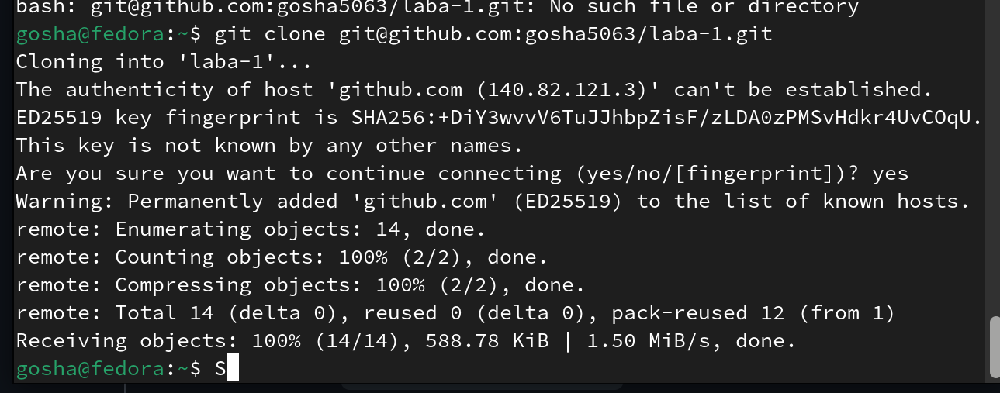 bash: git@github.com:gosha5063/laba-1.git: No such file or directory
gosha@fedora:~$ git clone git@github.com:gosha5063/laba-1.git
Cloning into 'laba-1'...
The authenticity of host 'github.com (140.82.121.3)' can't be established.
ED25519 key fingerprint is SHA256:+DiY3wvvV6TuJJhbpZisF/zLDA0zPMSvHdkr4UvCOqU.
This key is not known by any other names.
Are you sure you want to continue connecting (yes/no/[fingerprint])? yes
Warning: Permanently added 'github.com' (ED25519) to the list of known hosts.
remote: Enumerating objects: 14, done.
remote: Counting objects: 100% (2/2), done.
remote: Compressing objects: 100% (2/2), done.
remote: Total 14 (delta 0), reused 0 (delta 0), pack-reused 12 (from 1)
Receiving objects: 100% (14/14), 588.78 KiB | 1.50 MiB/s, done.
gosha@fedora:~$ S